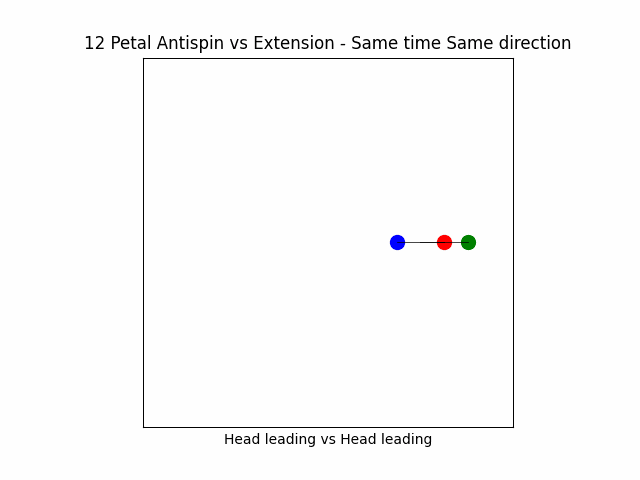 12 Petal Antispin vs Extension - Same time Same direction
Head leading vs Head leading